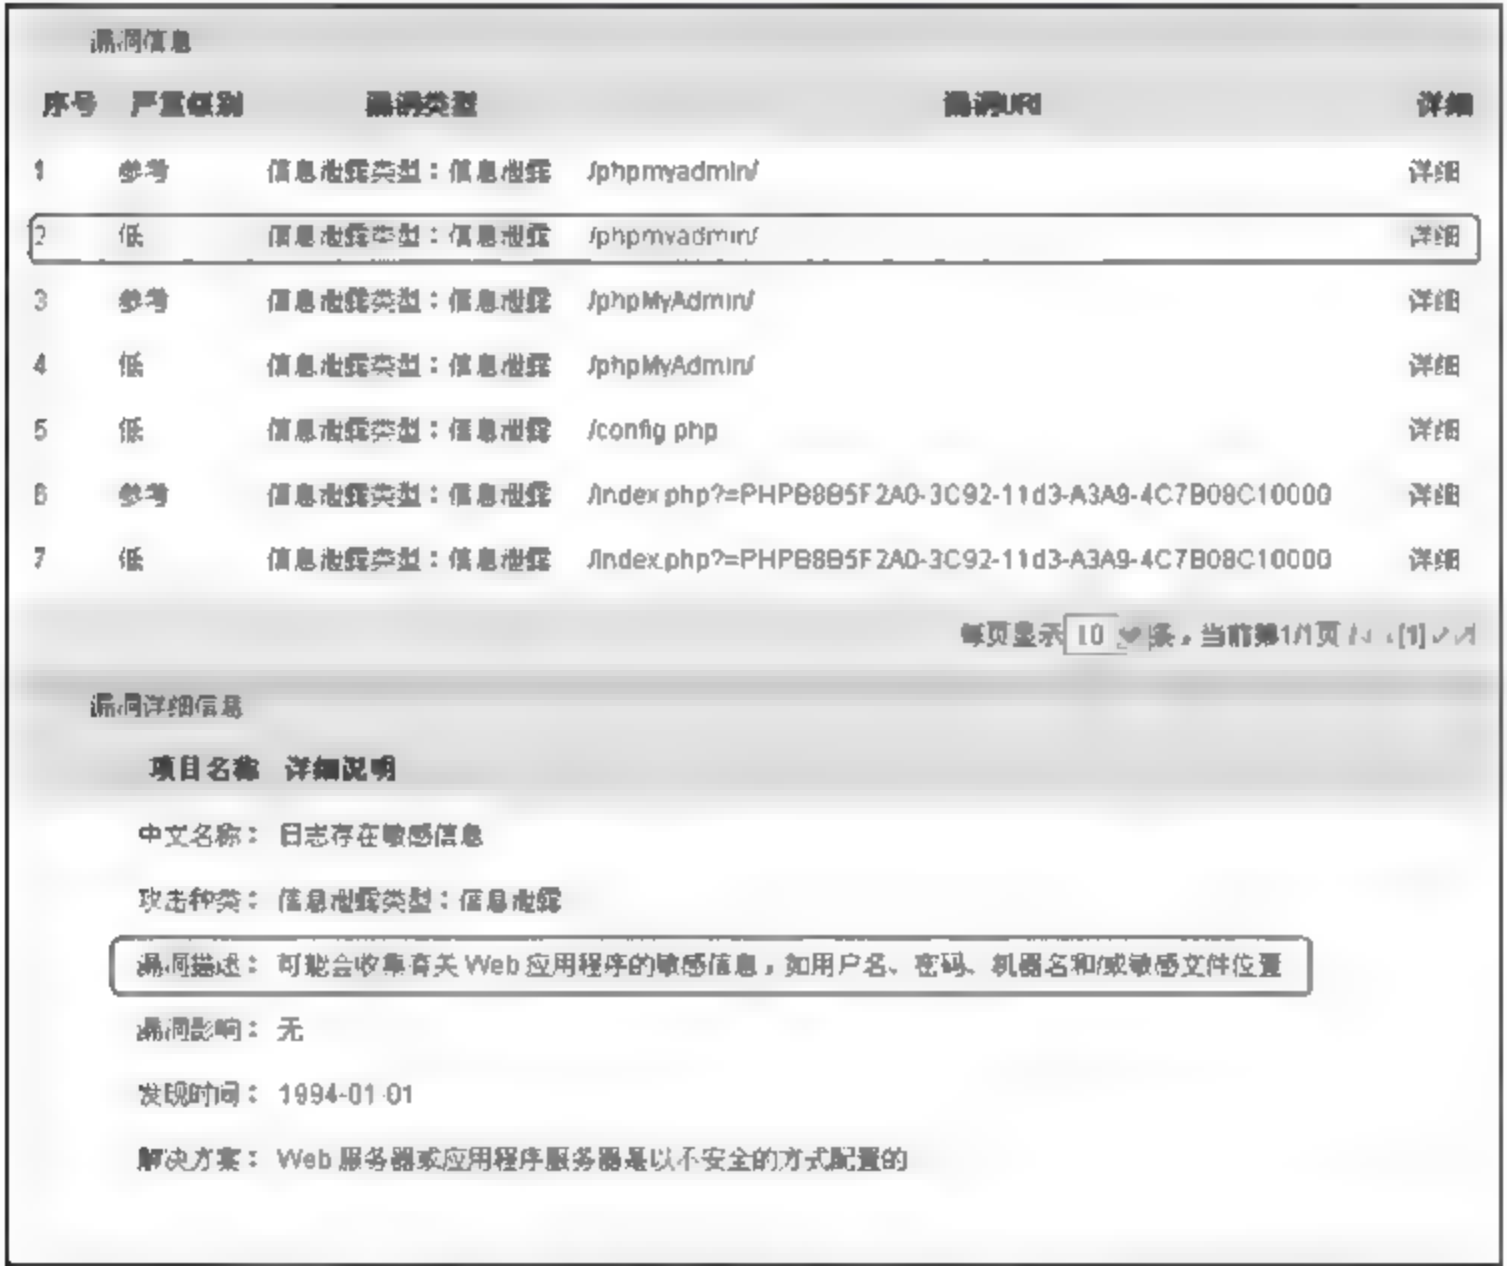 漏洞信息
序号 严重级别 漏洞类型 漏洞URI 详细
1 参考 信息泄露类型：信息泄露 /phpmyadmin/ 详细
2 低 信息泄露类型：信息泄露 /phpmyadmin/ 详细
3 参考 信息泄露类型：信息泄露 /phpMyAdmin/ 详细
4 低 信息泄露类型：信息泄露 /phpMyAdmin/ 详细
5 低 信息泄露类型：信息泄露 /config.php 详细
6 参考 信息泄露类型：信息泄露 /index.php?=PHPB8B5F2A0-3C92-11d3-A3A9-4C7B08C10000 详细
7 低 信息泄露类型：信息泄露 /index.php?=PHPB8B5F2A0-3C92-11d3-A3A9-4C7B08C10000 详细
每页显示 10 条，当前第1/1页 [1]
漏洞详细信息
项目名称 详细说明
中文名称： 日志存在敏感信息
攻击种类： 信息泄露类型：信息泄露
漏洞描述： 可能会收集有关 Web 应用程序的敏感信息，如用户名、密码、机器名和/或敏感文件位置
漏洞影响： 无
发现时间： 1994-01-01
解决方案： Web 服务器或应用程序服务器是以不安全的方式配置的